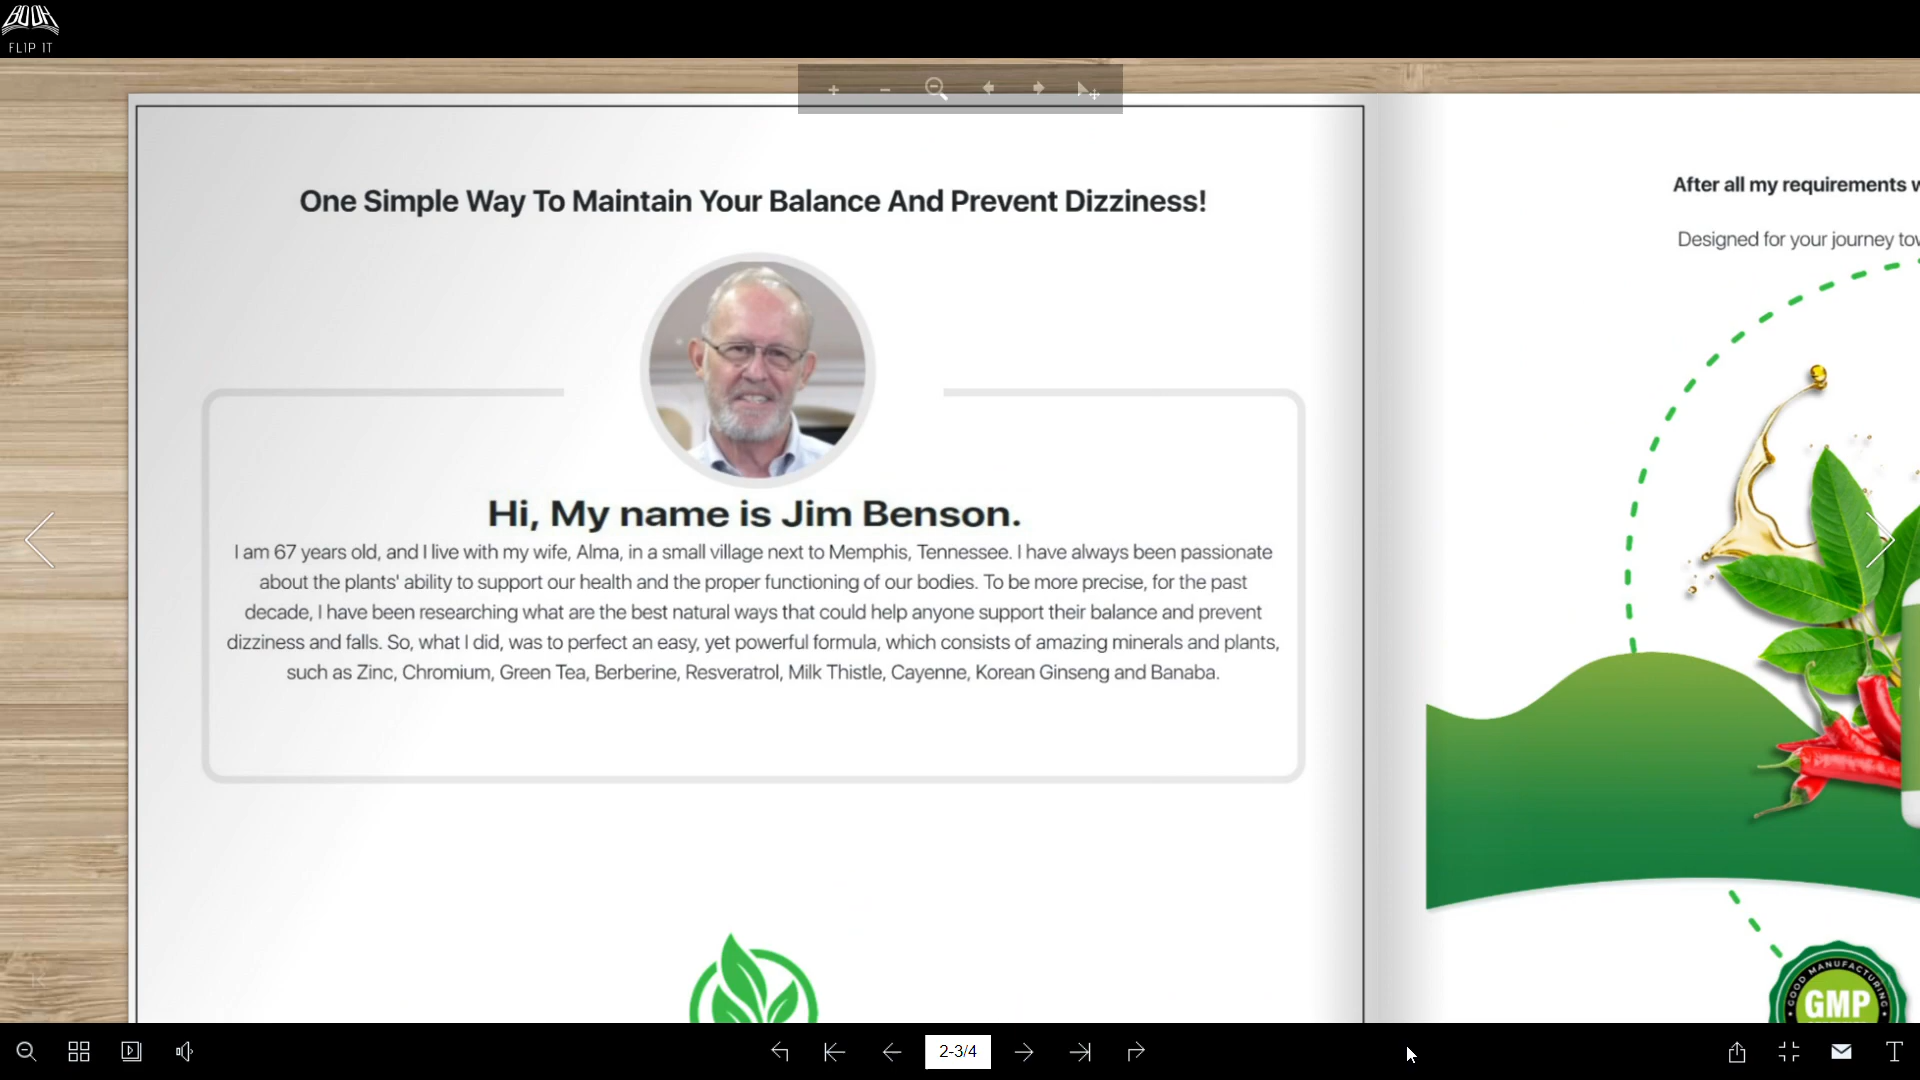 BOOK
FLIP IT
One Simple Way To Maintain Your Balance And Prevent Dizziness!
Hi, My name is Jim Benson.
I am 67 years old, and I live with my wife, Alma, in a small village next to Memphis, Tennessee. I have always been passionate
about the plants' ability to support our health and the proper functioning of our bodies. To be more precise, for the past
decade, I have been researching what are the best natural ways that could help anyone support their balance and prevent
dizziness and falls. So, what I did, was to perfect an easy, yet powerful formula, which consists of amazing minerals and plants,
such as Zinc, Chromium, Green Tea, Berberine, Resveratrol, Milk Thistle, Cayenne, Korean Ginseng and Banaba.
After all my requirements
Designed for your journey
GOOD MANUFACTURING
GMP
2-3/4